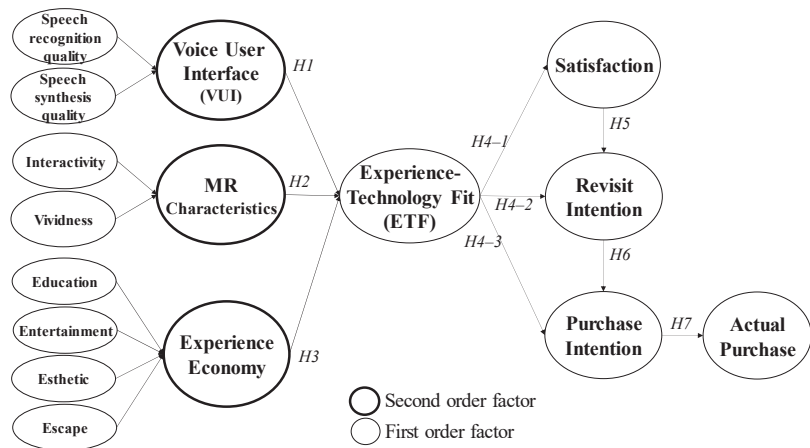 Speech
recognition
quality
Speech
synthesis
quality
Interactivity
Vividness
Education
Entertainment
Esthetic
Escape
Voice User
Interface
(VUI)
MR
Characteristics
Experience
Economy
H1
H2
H3
Experience-
Technology Fit
(ETF)
H4–1
H4–2
H4–3
Satisfaction
H5
Revisit
Intention
H6
Purchase
Intention
H7
Actual
Purchase
Second order factor
First order factor